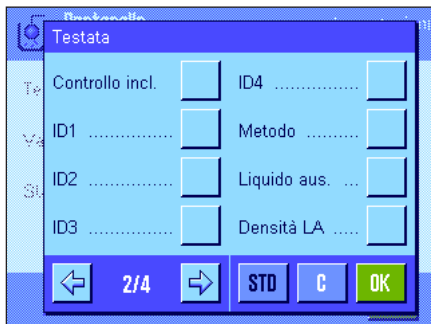 Testata
Controllo incl.
ID1 ................
ID2 ................
ID3 ................
ID4 ................
Metodo ..........
Liquido aus. ...
Densità LA .....
2/4
STD
C
OK